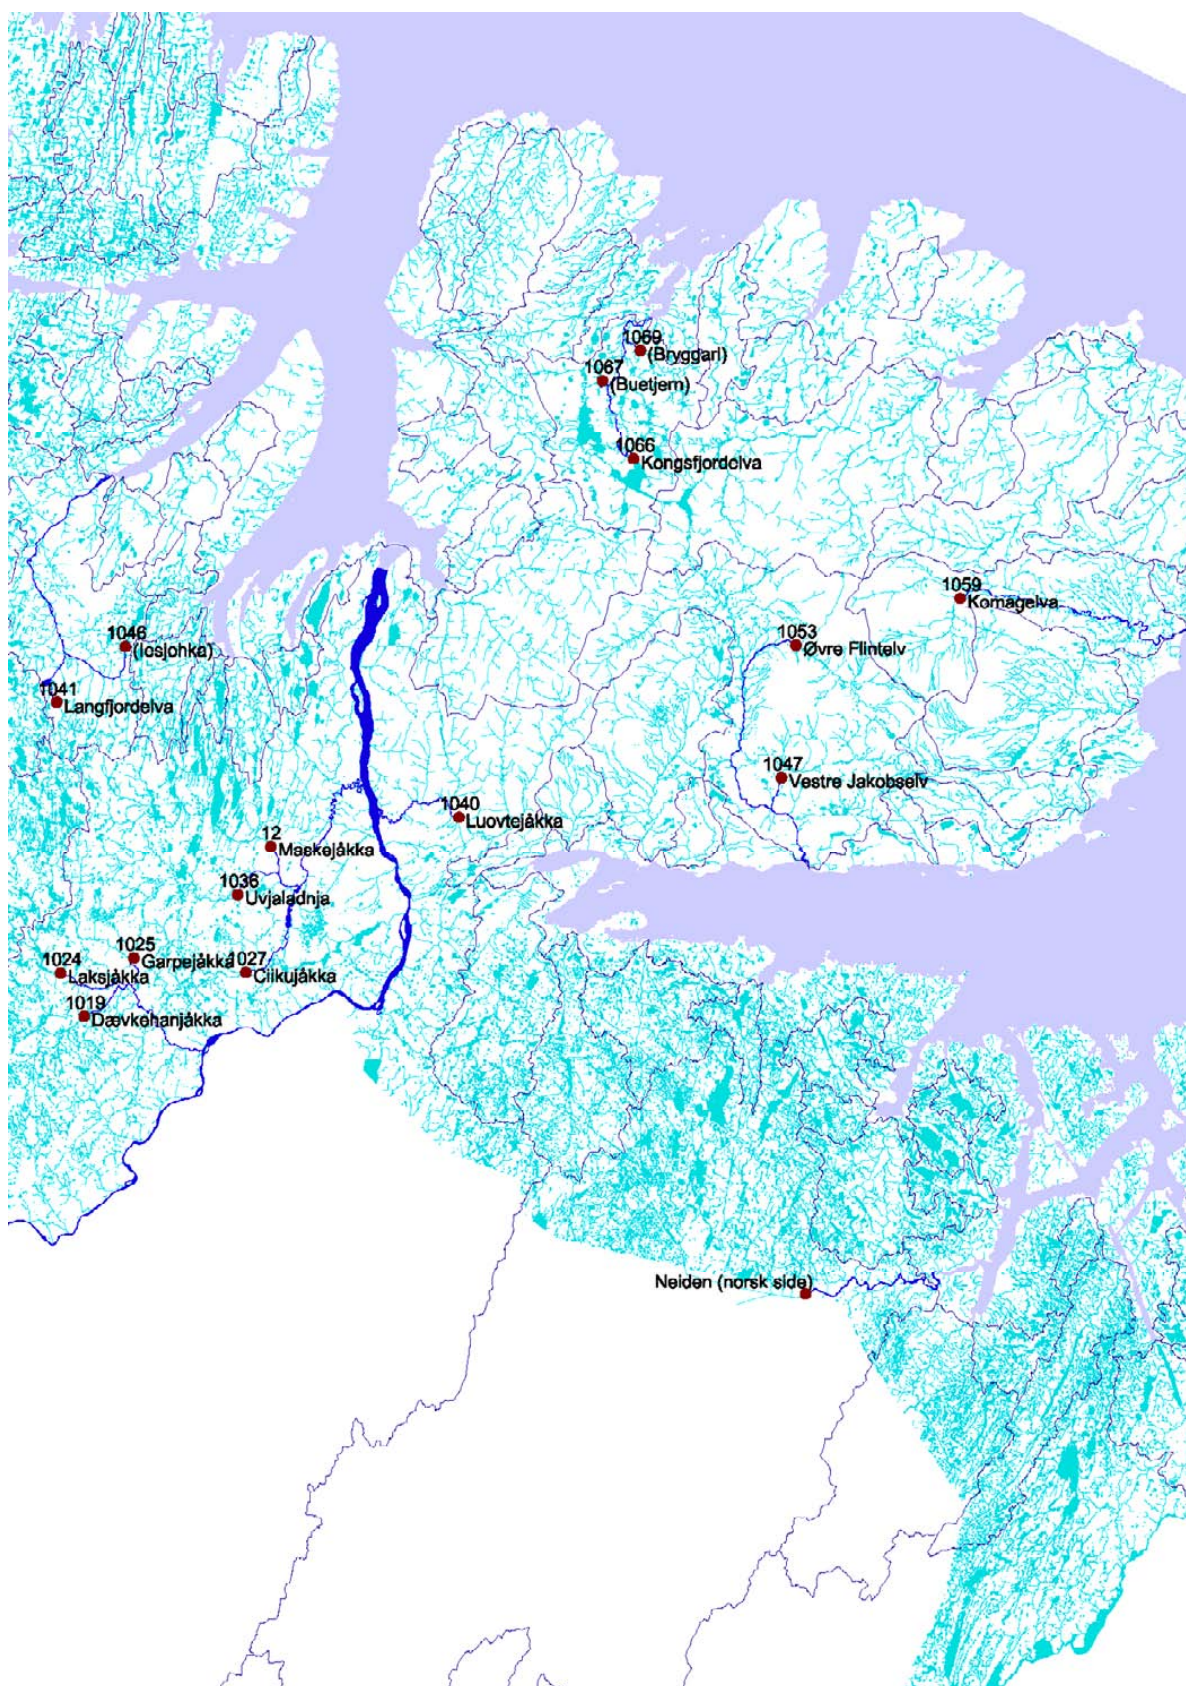 1069
(Bryggari)
1067
(Buetjern)
1066
Kongsfjordelva
1059
Komagelva
1053
Øvre Flintelv
1046
(Iosjohka)
1041
Langfjordelva
1047
Vestre Jakobselv
1040
Luovtejåkka
12
Maskejåkka
1036
Uvjaladnja
1025
Garpejåkka
1024
Laksjåkka
1027
Ciikujåkka
1019
Dævkehanjåkka
Neiden (norsk side)